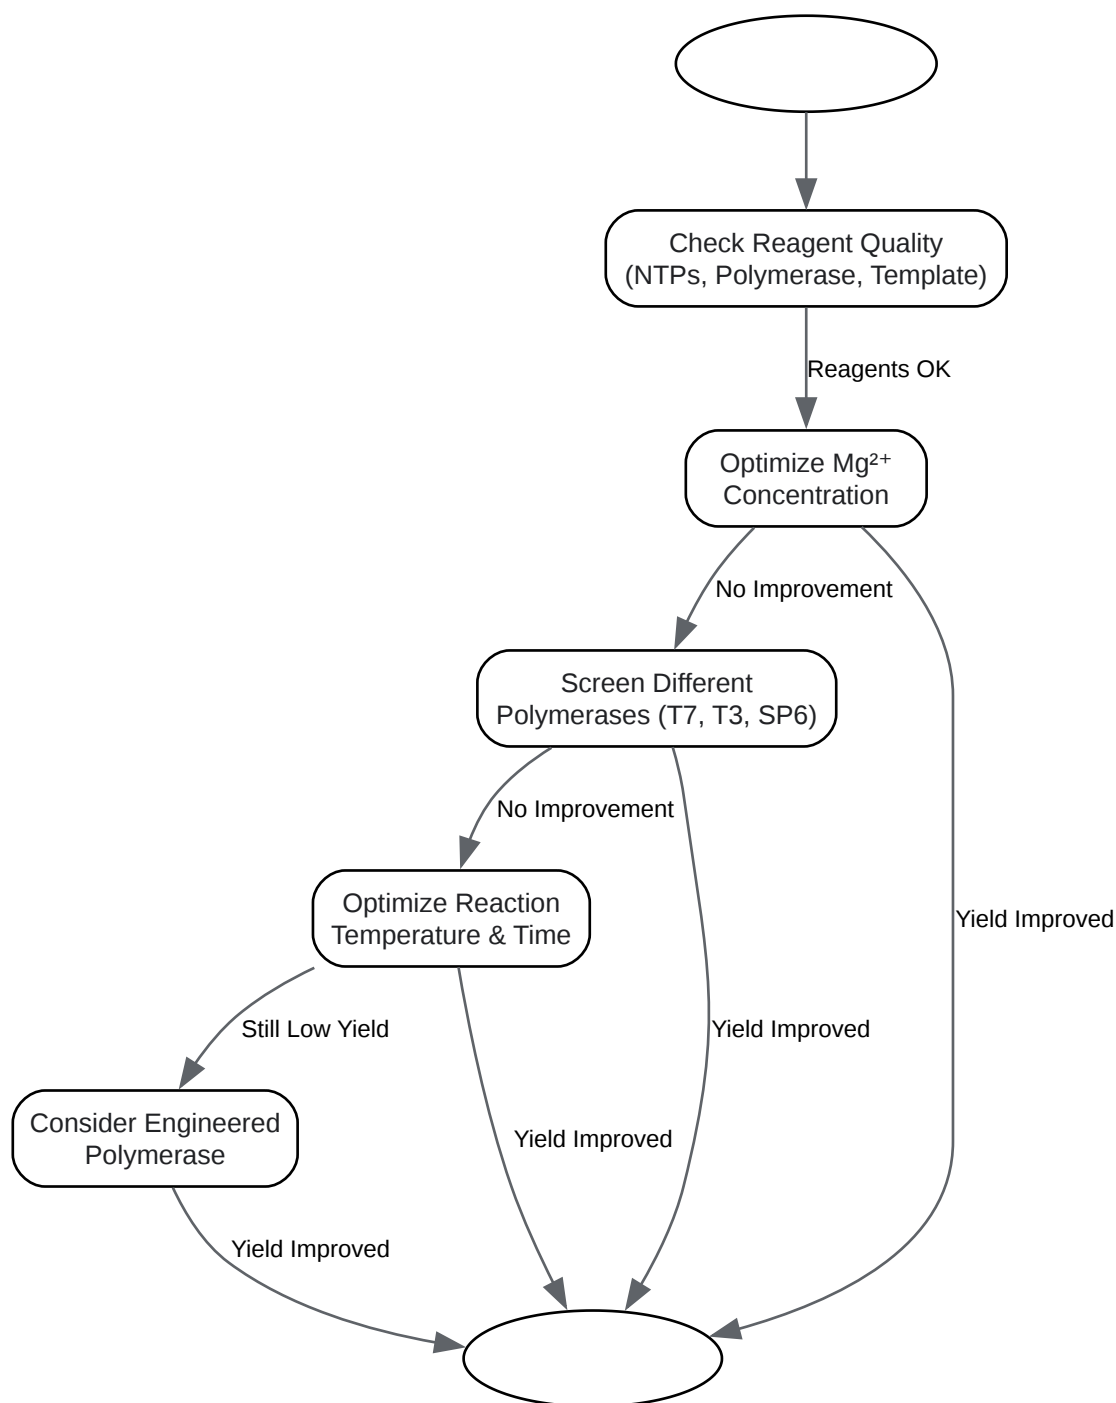 Check Reagent Quality
(NTPs, Polymerase, Template)
Reagents OK
Optimize Mg²⁺
Concentration
No Improvement
Screen Different
Polymerases (T7, T3, SP6)
No Improvement
Optimize Reaction
Temperature & Time
Yield Improved
Still Low Yield
Yield Improved
Consider Engineered
Polymerase
Yield Improved
Yield Improved